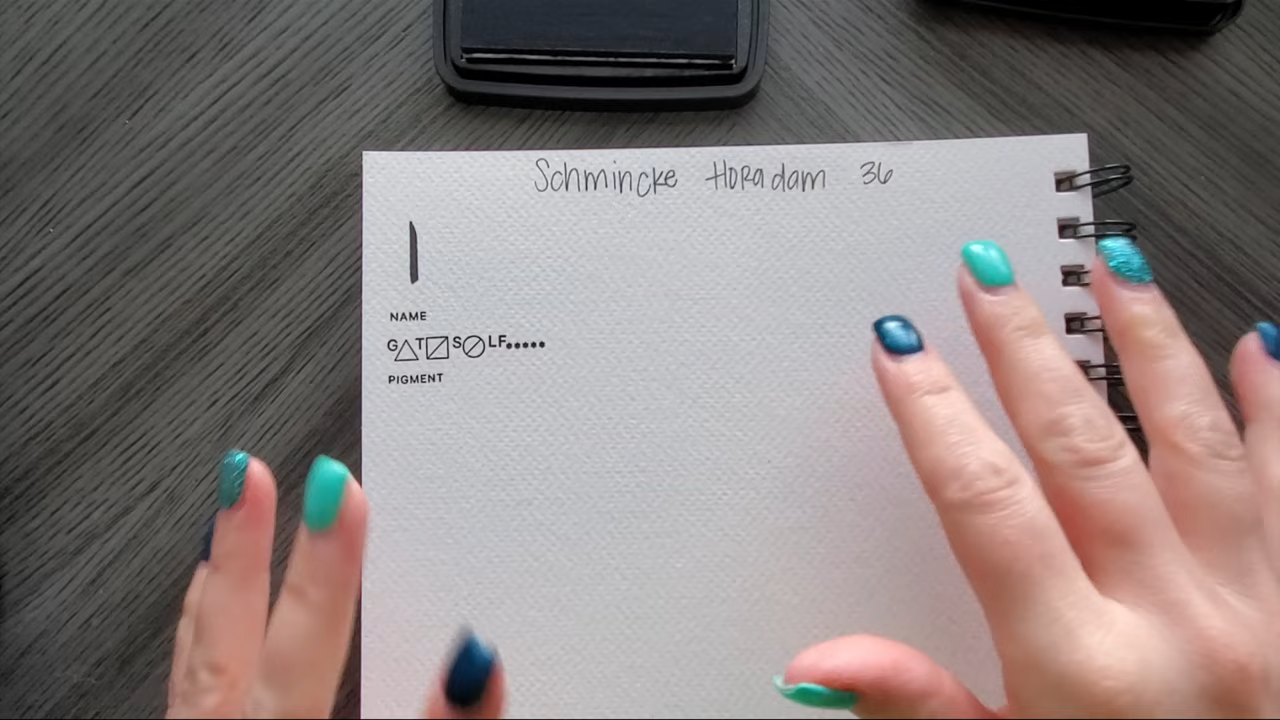 Schmincke Horadam 36
NAME
G△T⧄S⊘LF•••••
PIGMENT